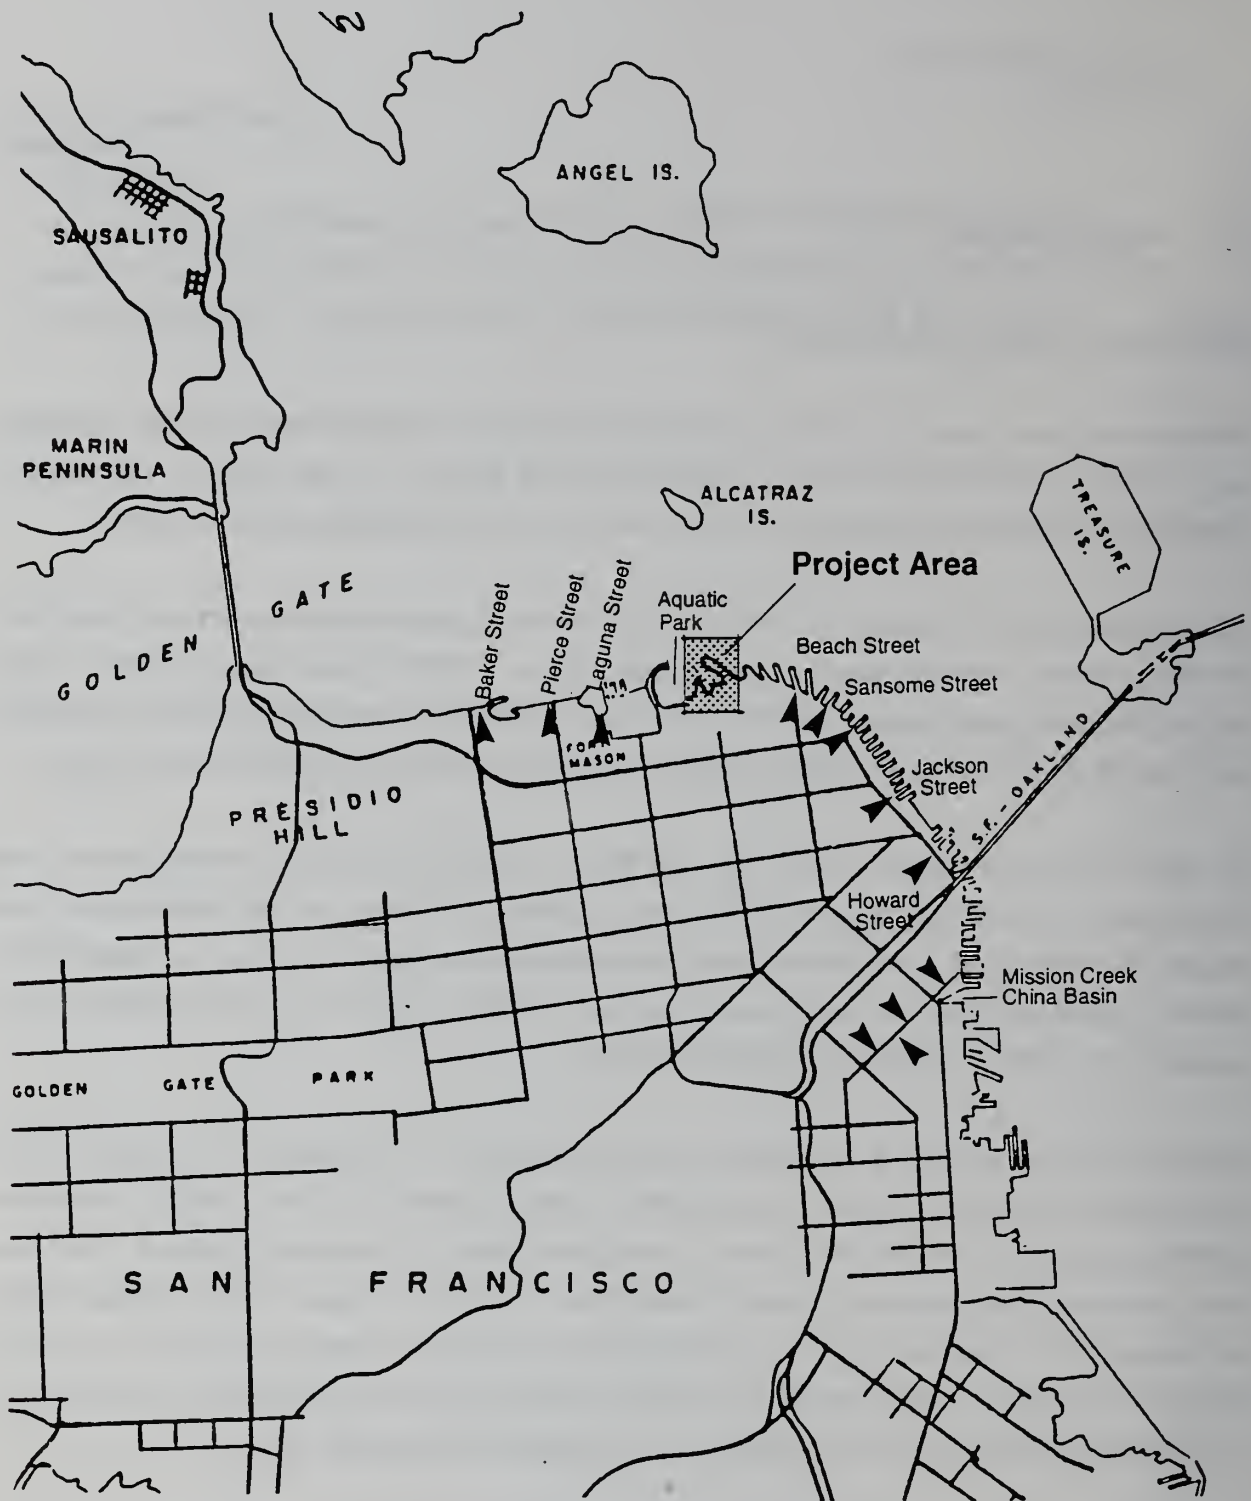 ANGEL IS.
SAUSALITO
MARIN
PENINSULA
ALCATRAZ
IS.
TREASURE
IS.
Project Area
GOLDEN GATE
Baker Street
Pierce Street
Laguna Street
Aquatic
Park
Beach Street
Sansome Street
FORT
MASON
Jackson
Street
S.F. - OAKLAND
PRESIDIO
HILL
Howard
Street
Mission Creek
China Basin
GOLDEN GATE PARK
SAN FRANCISCO